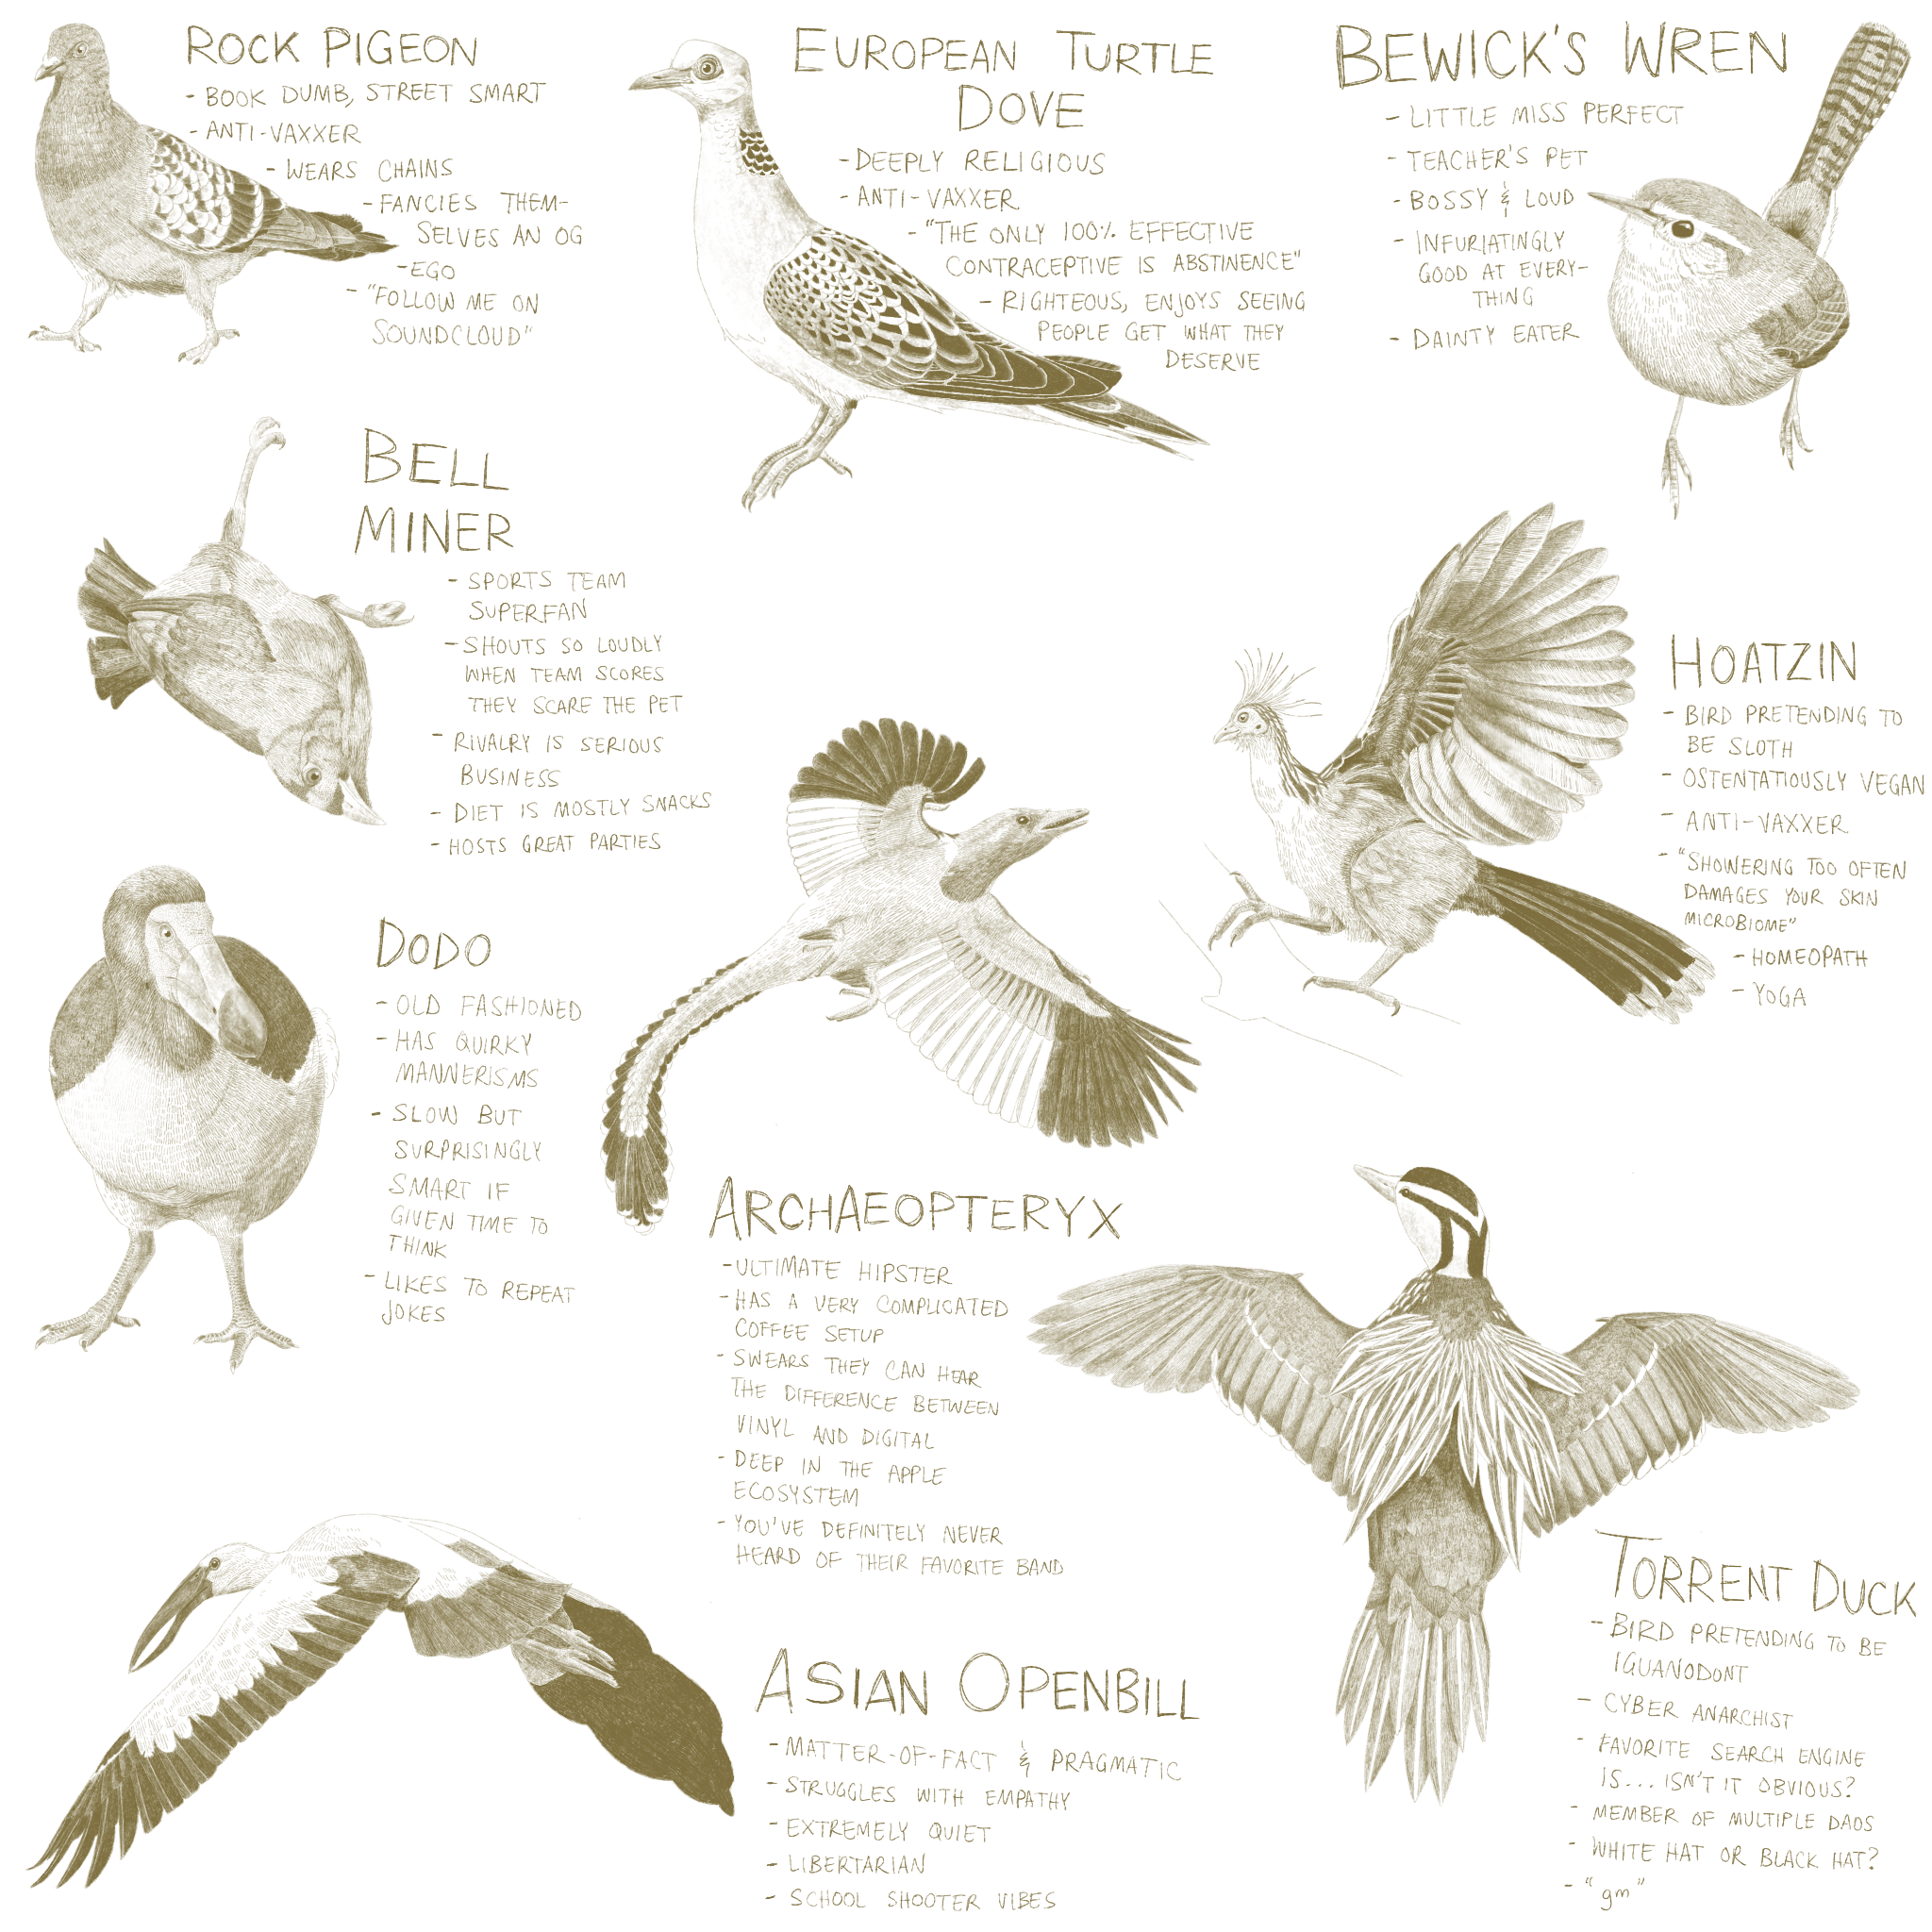 ROCK PIGEON
- BOOK DUMB, STREET SMART
- ANTI-VAXXER
- WEARS CHAINS
- FANCIES THEM-
SELVES AN OG
- EGO
- "FOLLOW ME ON
SOUNDCLOUD"
EUROPEAN TURTLE
DOVE
- DEEPLY RELIGIOUS
- ANTI-VAXXER
- "THE ONLY 100% EFFECTIVE
CONTRACEPTIVE IS ABSTINENCE"
- RIGHTEOUS, ENJOYS SEEING
PEOPLE GET WHAT THEY
DESERVE
BEWICK'S WREN
- LITTLE MISS PERFECT
- TEACHER'S PET
- BOSSY & LOUD
- INFURIATINGLY
GOOD AT EVERY-
THING
- DAINTY EATER
BELL
MINER
- SPORTS TEAM
SUPERFAN
- SHOUTS SO LOUDLY
WHEN TEAM SCORES
THEY SCARE THE PET
- RIVALRY IS SERIOUS
BUSINESS
- DIET IS MOSTLY SNACKS
- HOSTS GREAT PARTIES
HOATZIN
- BIRD PRETENDING TO
BE SLOTH
- OSTENTATIOUSLY VEGAN
- ANTI-VAXXER
- "SHOWERING TOO OFTEN
DAMAGES YOUR SKIN
MICROBIOME"
- HOMEOPATH
- YOGA
DODO
- OLD FASHIONED
- HAS QUIRKY
MANNERISMS
- SLOW BUT
SURPRISINGLY
SMART IF
GIVEN TIME TO
THINK
- LIKES TO REPEAT
JOKES
ARCHAEOPTERYX
- ULTIMATE HIPSTER
- HAS A VERY COMPLICATED
COFFEE SETUP
- SWEARS THEY CAN HEAR
THE DIFFERENCE BETWEEN
VINYL AND DIGITAL
- DEEP IN THE APPLE
ECOSYSTEM
- YOU'VE DEFINITELY NEVER
HEARD OF THEIR FAVORITE BAND
TORRENT DUCK
- BIRD PRETENDING TO BE
IGUANODONT
- CYBER ANARCHIST
- FAVORITE SEARCH ENGINE
IS... ISN'T IT OBVIOUS?
- MEMBER OF MULTIPLE DAOS
- WHITE HAT OR BLACK HAT?
- "gm"
ASIAN OPENBILL
- MATTER-OF-FACT & PRAGMATIC
- STRUGGLES WITH EMPATHY
- EXTREMELY QUIET
- LIBERTARIAN
- SCHOOL SHOOTER VIBES